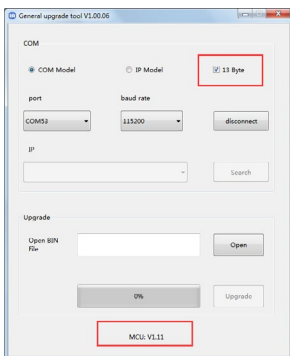 General upgrade tool V1.00.06
COM
COM Model
IP Model
13 Byte
port
baud rate
COM53
115200
disconnect
IP
Search
Upgrade
Open BIN
File
Open
0%
Upgrade
MCU: V1.11